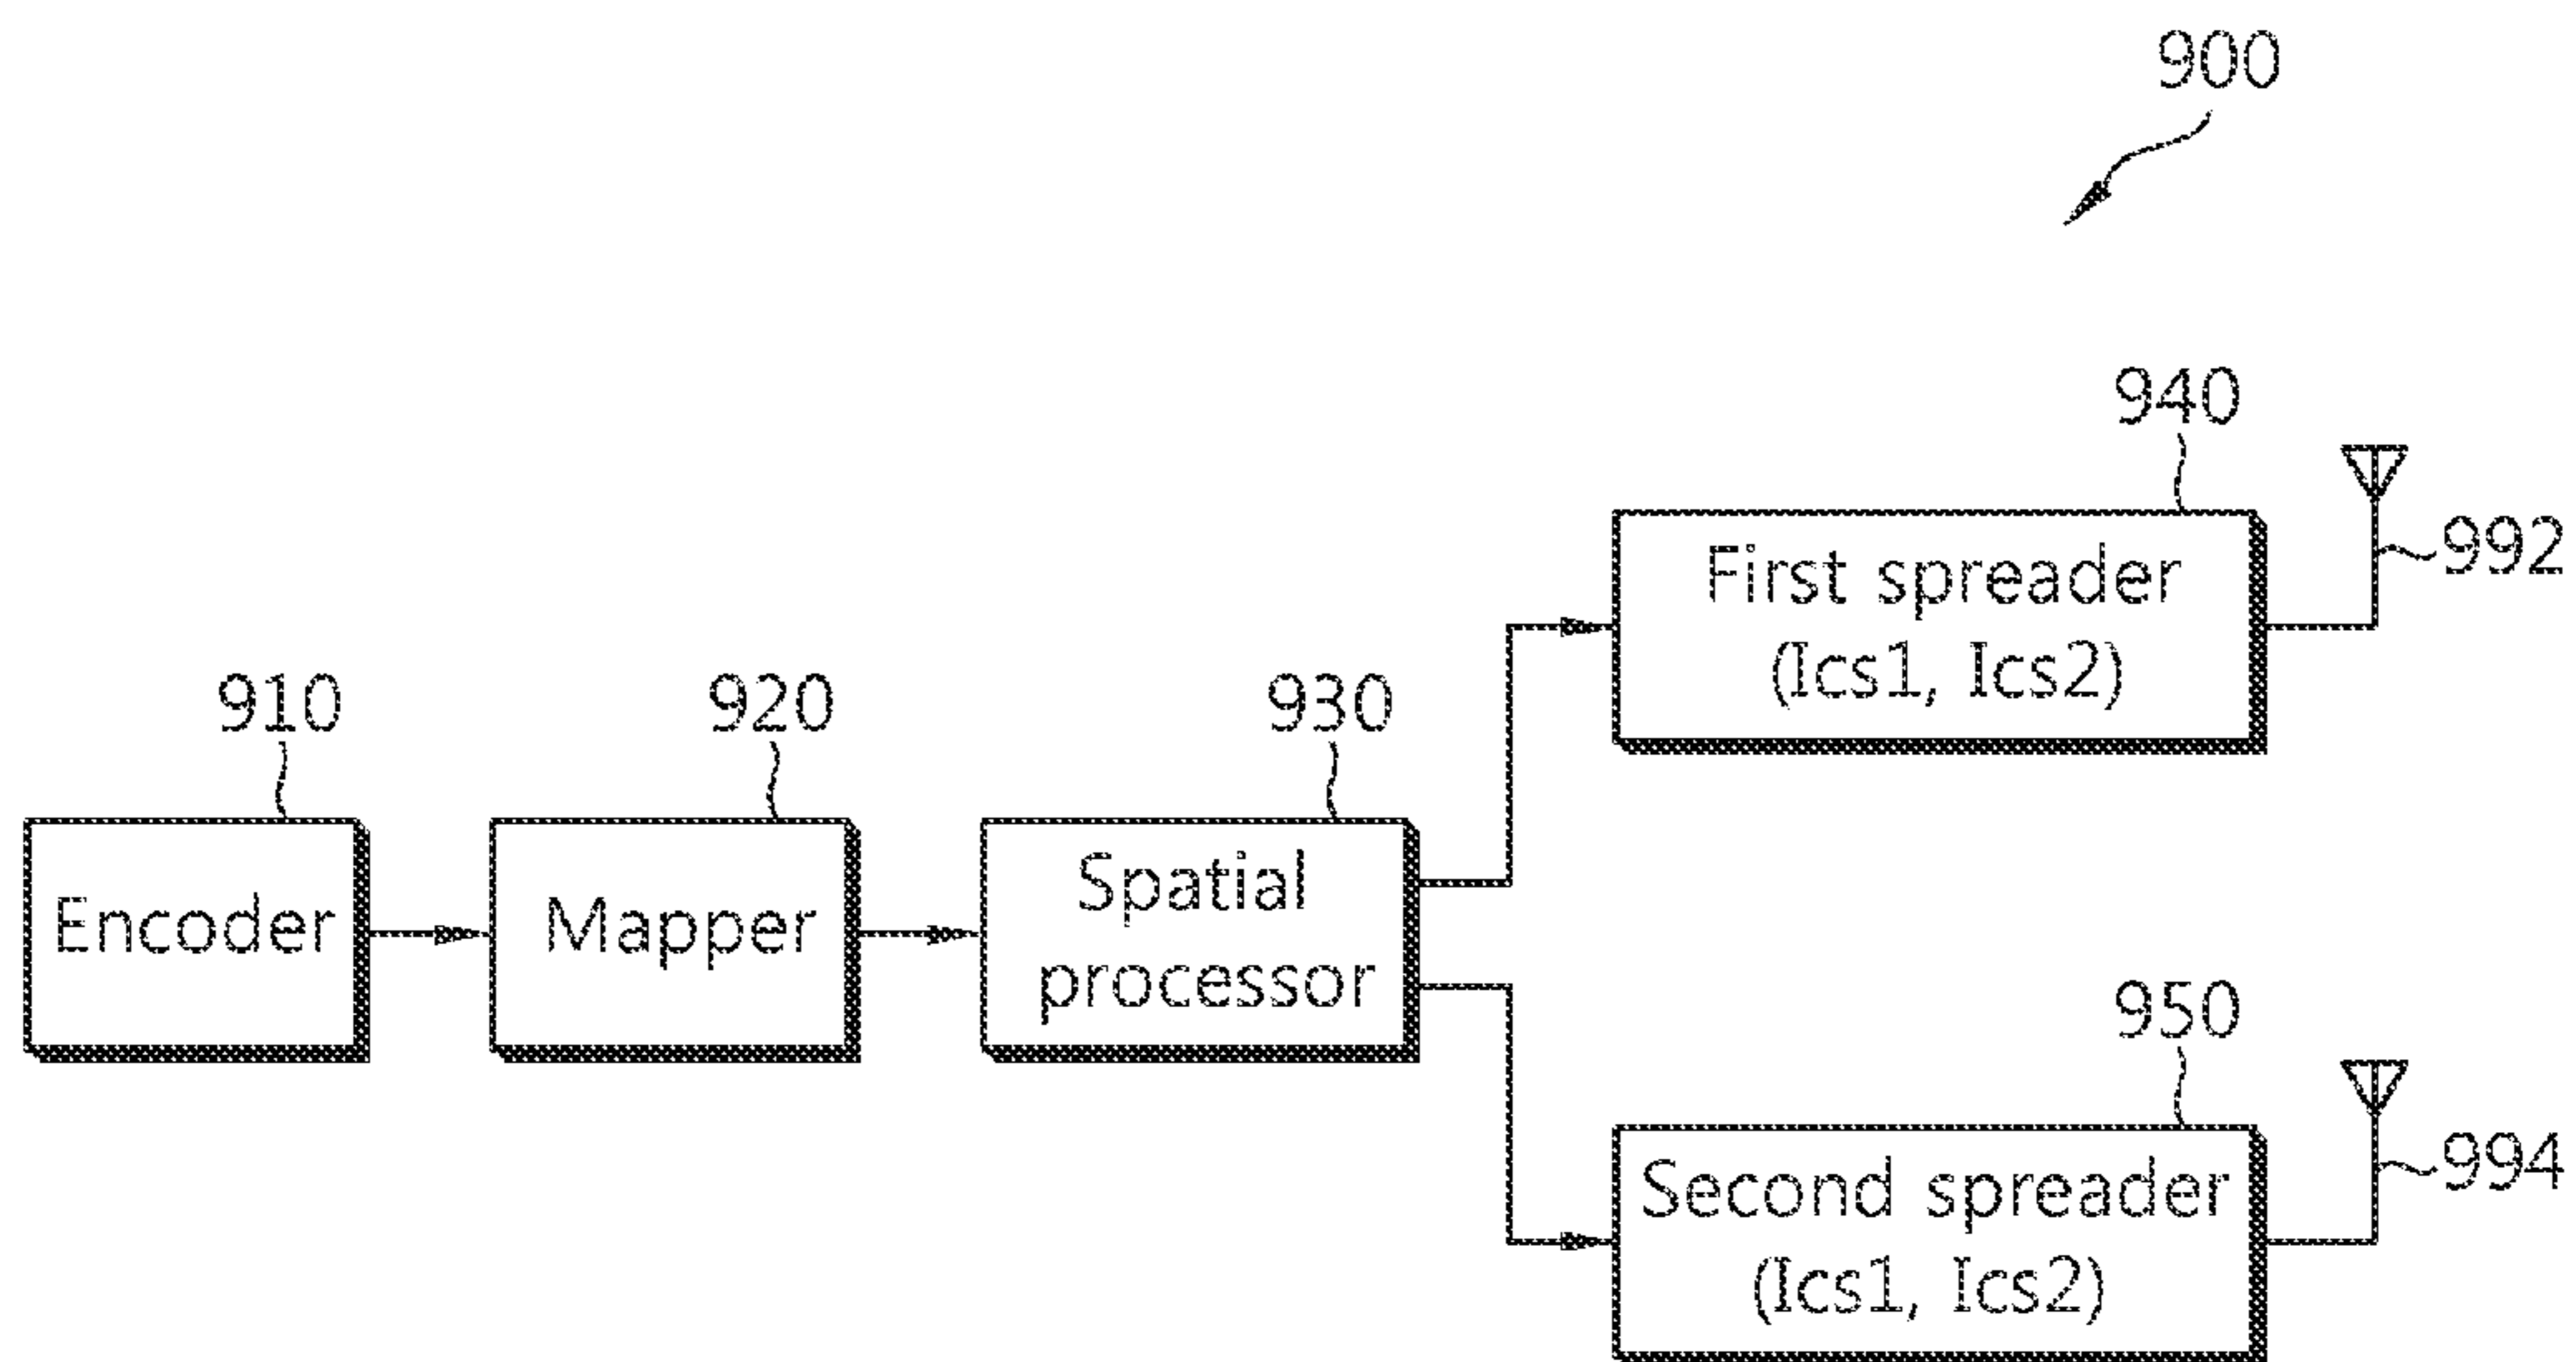 900
940
First spreader
(Ics1, Ics2)
992
910
920
930
Encoder
Mapper
Spatial
processor
950
Second spreader
(Ics1, Ics2)
994